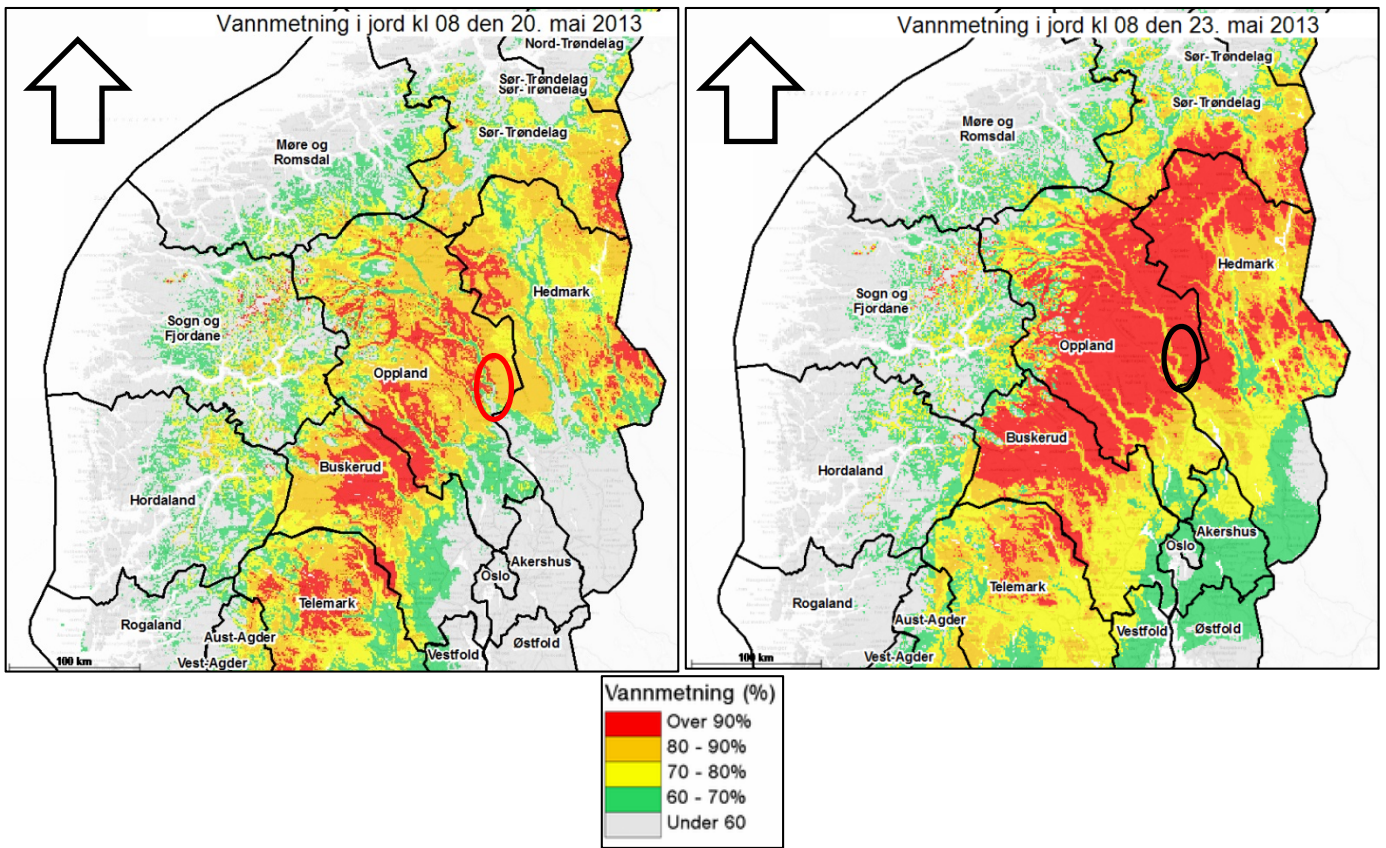 Vannmetning i jord kl 08 den 20. mai 2013
Nord-Trøndelag
Sør-Trøndelag
Sør-Trøndelag
Sør-Trøndelag
Møre og
Romsdal
Hedmark
Sogn og
Fjordane
Oppland
Buskerud
Hordaland
Akershus
Oslo
Telemark
Rogaland
Aust-Agder
Østfold
Vestfold
Vest-Agder
100 km
Vannmetning i jord kl 08 den 23. mai 2013
Sør-Trøndelag
Sør-Trøndelag
Møre og
Romsdal
Hedmark
Sogn og
Fjordane
Oppland
Buskerud
Hordaland
Akershus
Oslo
Telemark
Rogaland
Aust-Agder
Vestfold
Østfold
Vest-Agder
100 km
Vannmetning (%)
Over 90%
80 - 90%
70 - 80%
60 - 70%
Under 60